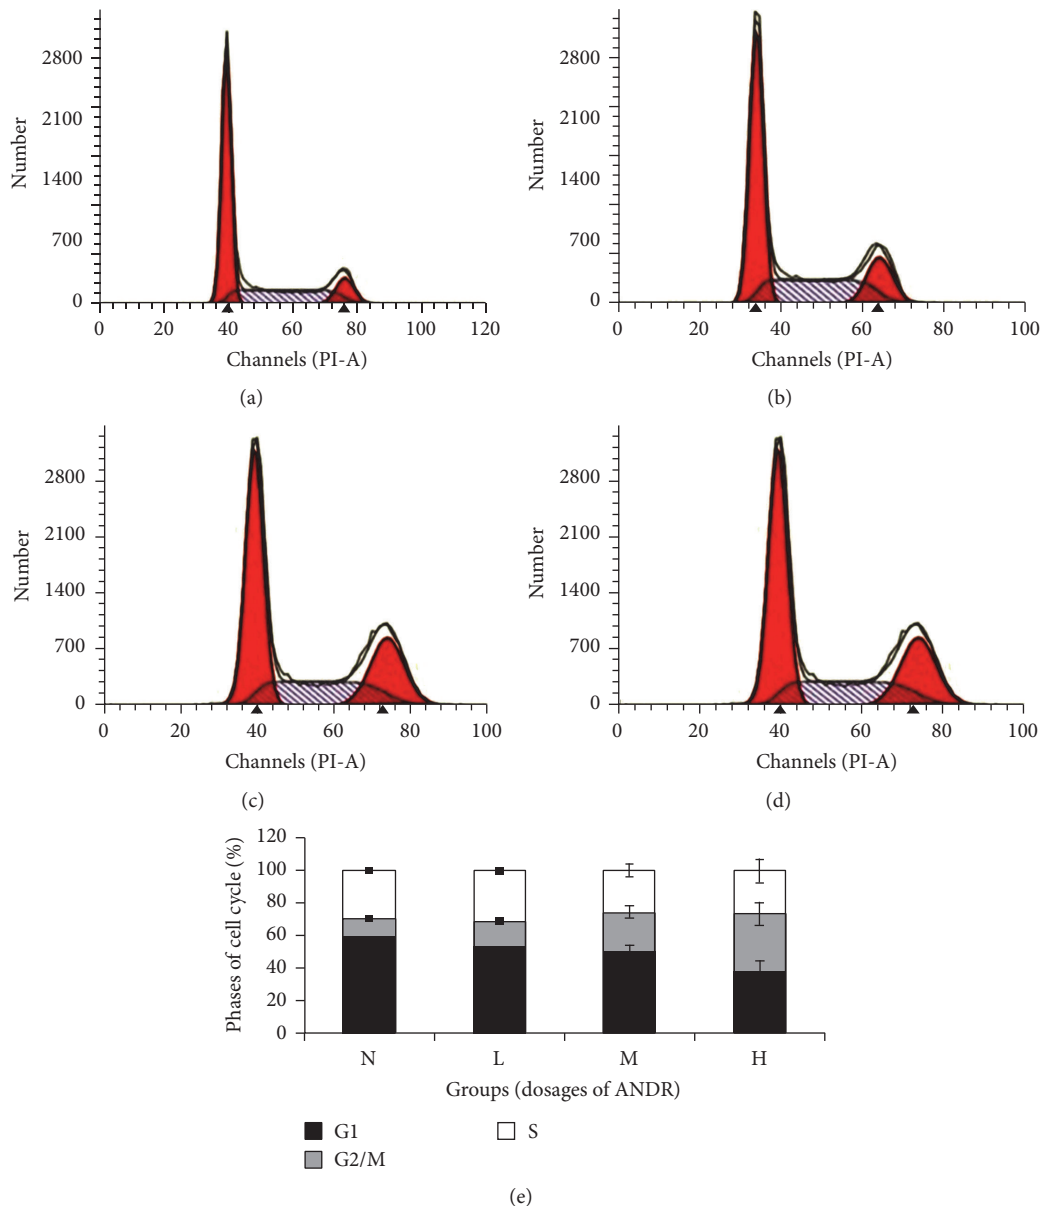 2800
2100
1400
700
0
Number
0 20 40 60 80 100 120
Channels (PI-A)
(a)
2800
2100
1400
700
0
Number
0 20 40 60 80 100
Channels (PI-A)
(b)
2800
2100
1400
700
0
Number
0 20 40 60 80 100
Channels (PI-A)
(c)
2800
2100
1400
700
0
Number
0 20 40 60 80 100
Channels (PI-A)
(d)
120
100
80
60
40
20
0
Phases of cell cycle (%)
N L M H
Groups (dosages of ANDR)
G1 S
G2/M
(e)